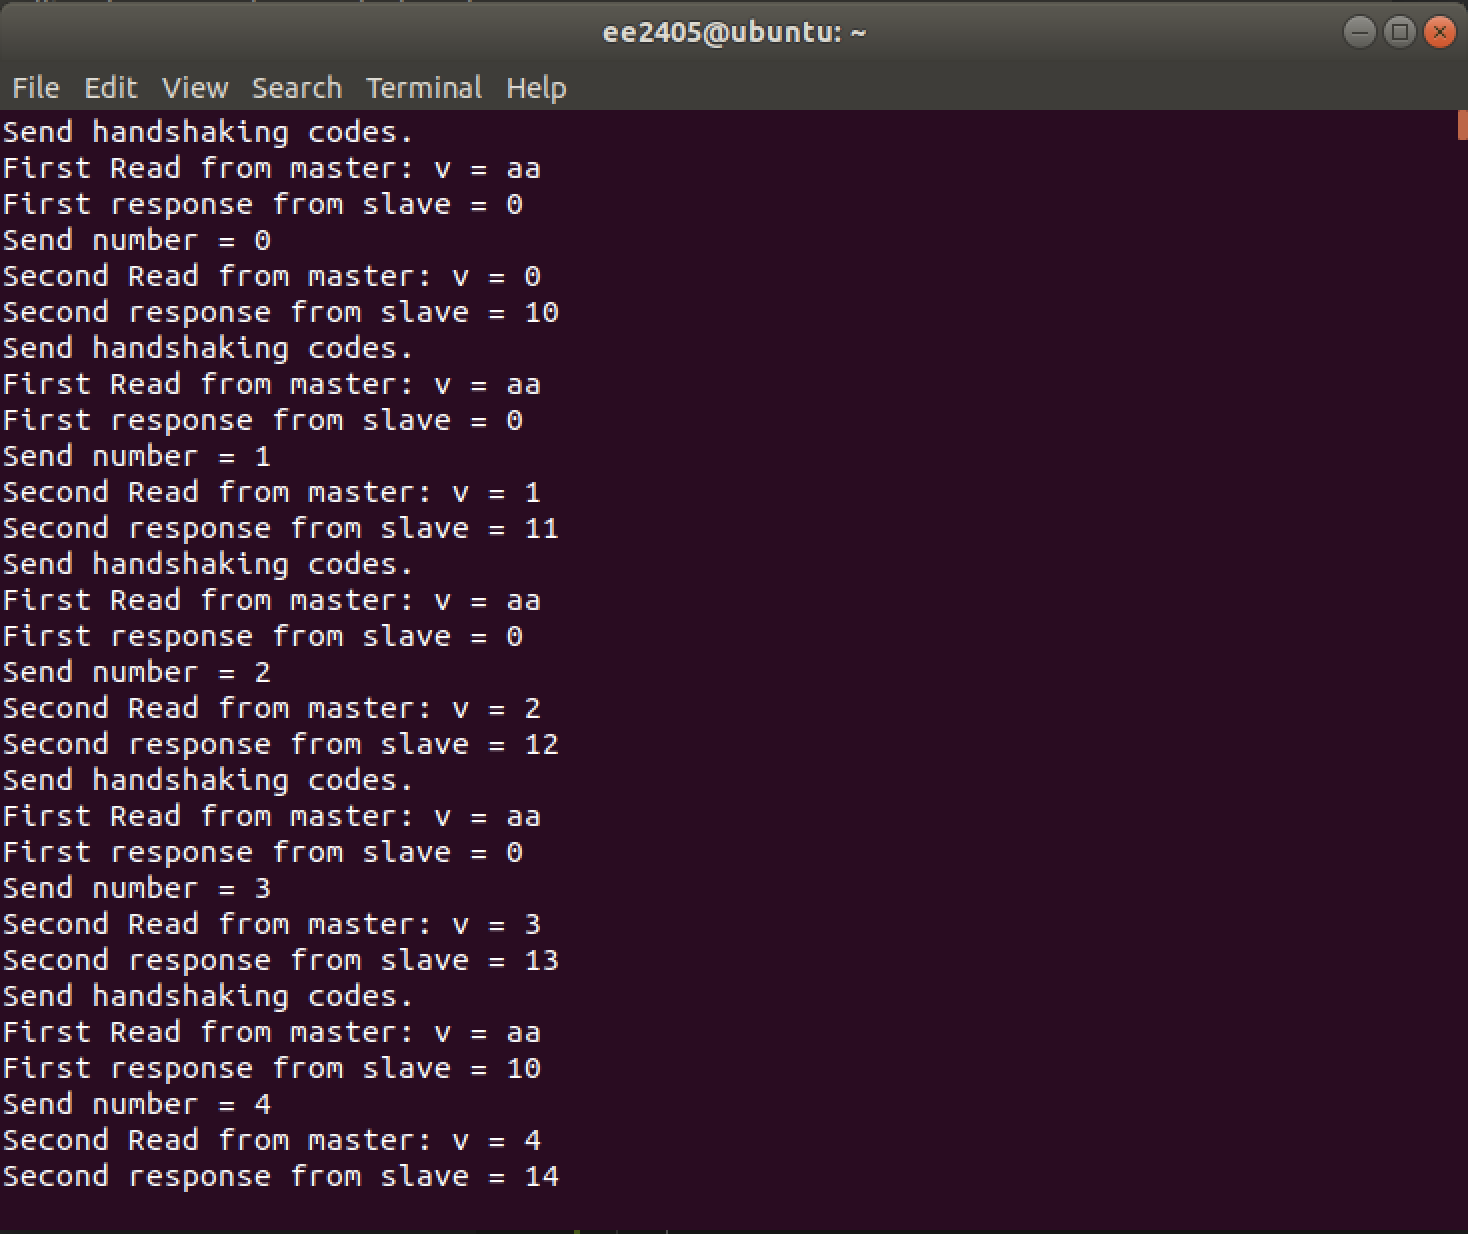 ee2405@ubuntu: ~
File Edit View Search Terminal Help
Send handshaking codes.
First Read from master: v = aa
First response from slave = 0
Send number = 0
Second Read from master: v = 0
Second response from slave = 10
Send handshaking codes.
First Read from master: v = aa
First response from slave = 0
Send number = 1
Second Read from master: v = 1
Second response from slave = 11
Send handshaking codes.
First Read from master: v = aa
First response from slave = 0
Send number = 2
Second Read from master: v = 2
Second response from slave = 12
Send handshaking codes.
First Read from master: v = aa
First response from slave = 0
Send number = 3
Second Read from master: v = 3
Second response from slave = 13
Send handshaking codes.
First Read from master: v = aa
First response from slave = 10
Send number = 4
Second Read from master: v = 4
Second response from slave = 14